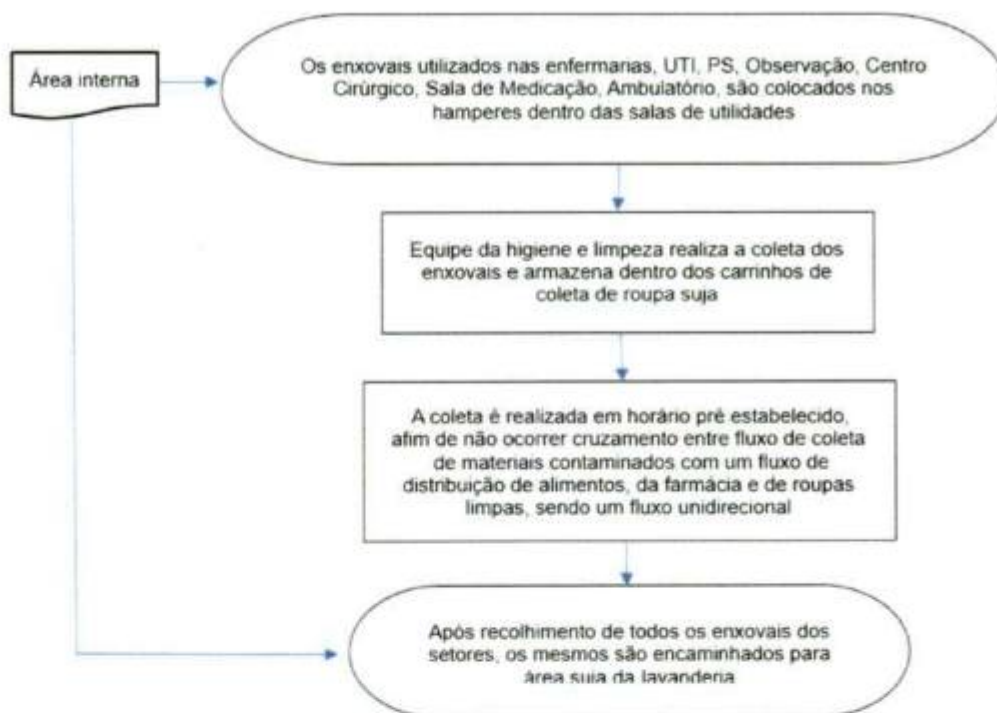 Área interna
Os enxovais utilizados nas enfermarias, UTI, PS, Observação, Centro
Cirúrgico, Sala de Medicação, Ambulatório, são colocados nos
hamperes dentro das salas de utilidades
Equipe da higiene e limpeza realiza a coleta dos
enxovais e armazena dentro dos carrinhos de
coleta de roupa suja
A coleta é realizada em horário pré estabelecido,
afim de não ocorrer cruzamento entre fluxo de coleta
de materiais contaminados com um fluxo de
distribuição de alimentos, da farmácia e de roupas
limpas, sendo um fluxo unidirecional
Após recolhimento de todos os enxovais dos
setores, os mesmos são encaminhados para
área suja da lavanderia